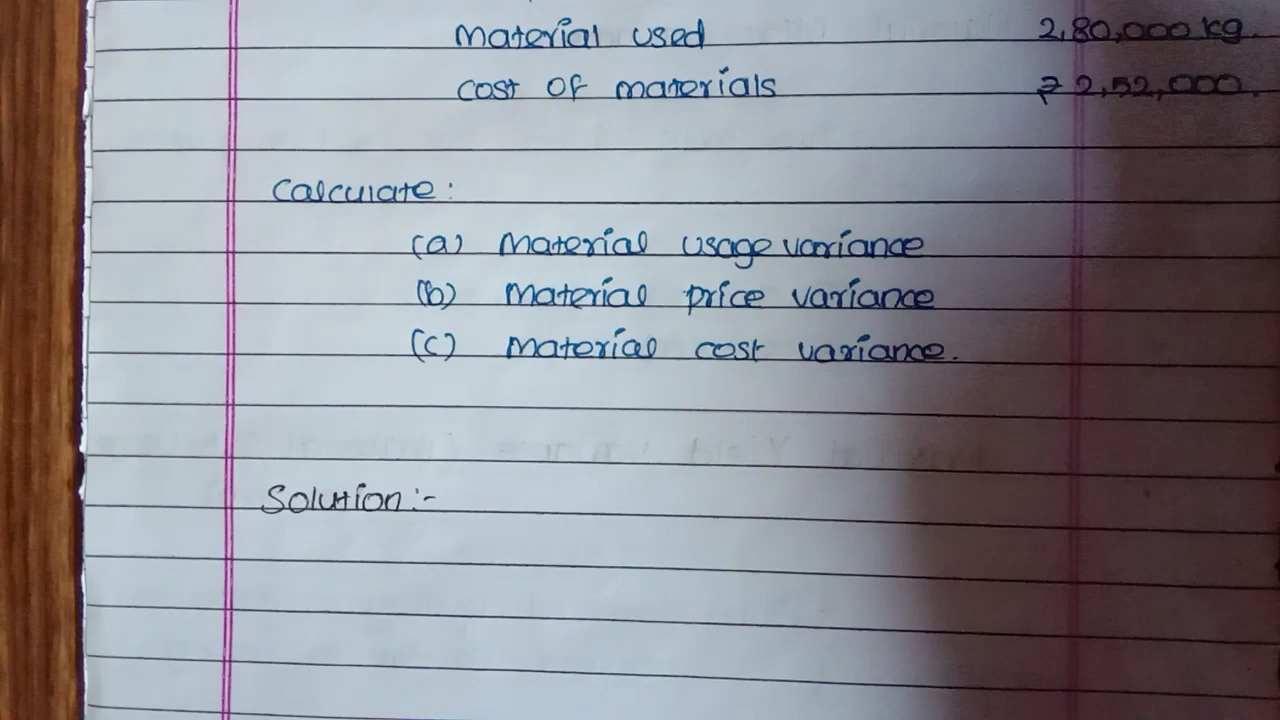 Material used 2,80,000 kg.
cost of materials ₹ 2,52,000.
Calculate:
(a) Material usage variance
(b) Material price variance
(c) Material cost variance.
Solution:-